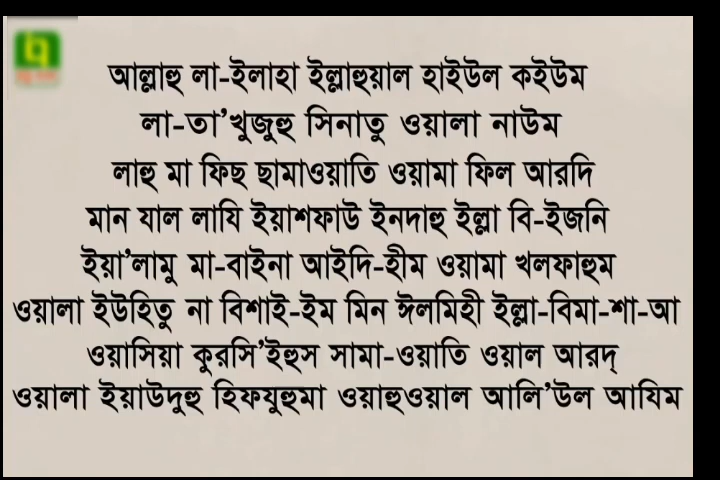 আল্লাহু লা-ইলাহা ইল্লাহুয়াল হাইউল কইউম
লা-তা’খুজুহু সিনাতু ওয়ালা নাউম
লাহু মা ফিছ ছামাওয়াতি ওয়ামা ফিল আরদি
মান যাল লাযি ইয়াশফাউ ইনদাহু ইল্লা বি-ইজনি
ইয়া’লামু মা-বাইনা আইদি-হীম ওয়ামা খলফাহুম
ওয়ালা ইউহিতু না বিশাই-ইম মিন ঈলমিহী ইল্লা-বিমা-শা-আ
ওয়াসিয়া কুরসি’ইহুস সামা-ওয়াতি ওয়াল আরদ্
ওয়ালা ইয়াউদুহু হিফযুহুমা ওয়াহুওয়াল আলি’উল আযিম